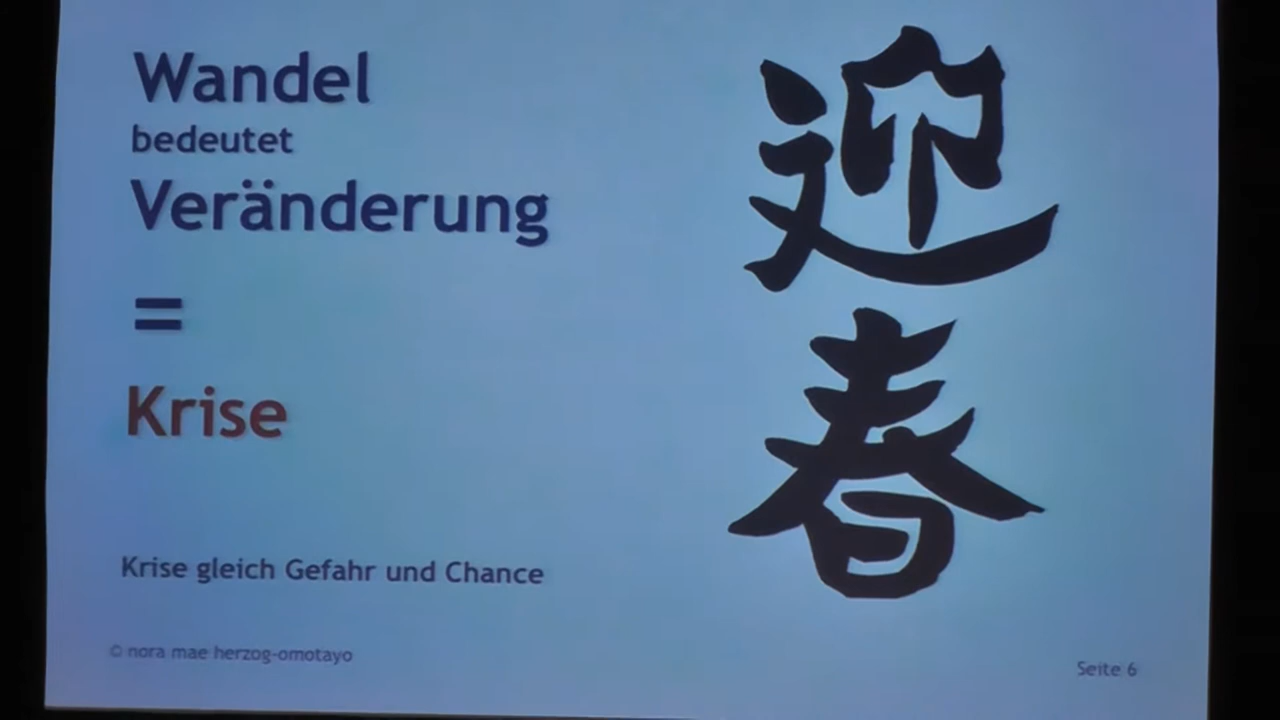 Wandel
bedeutet
Veränderung
=
Krise
Krise gleich Gefahr und Chance
© nora mae herzog-omotayo
迎
春
Seite 6